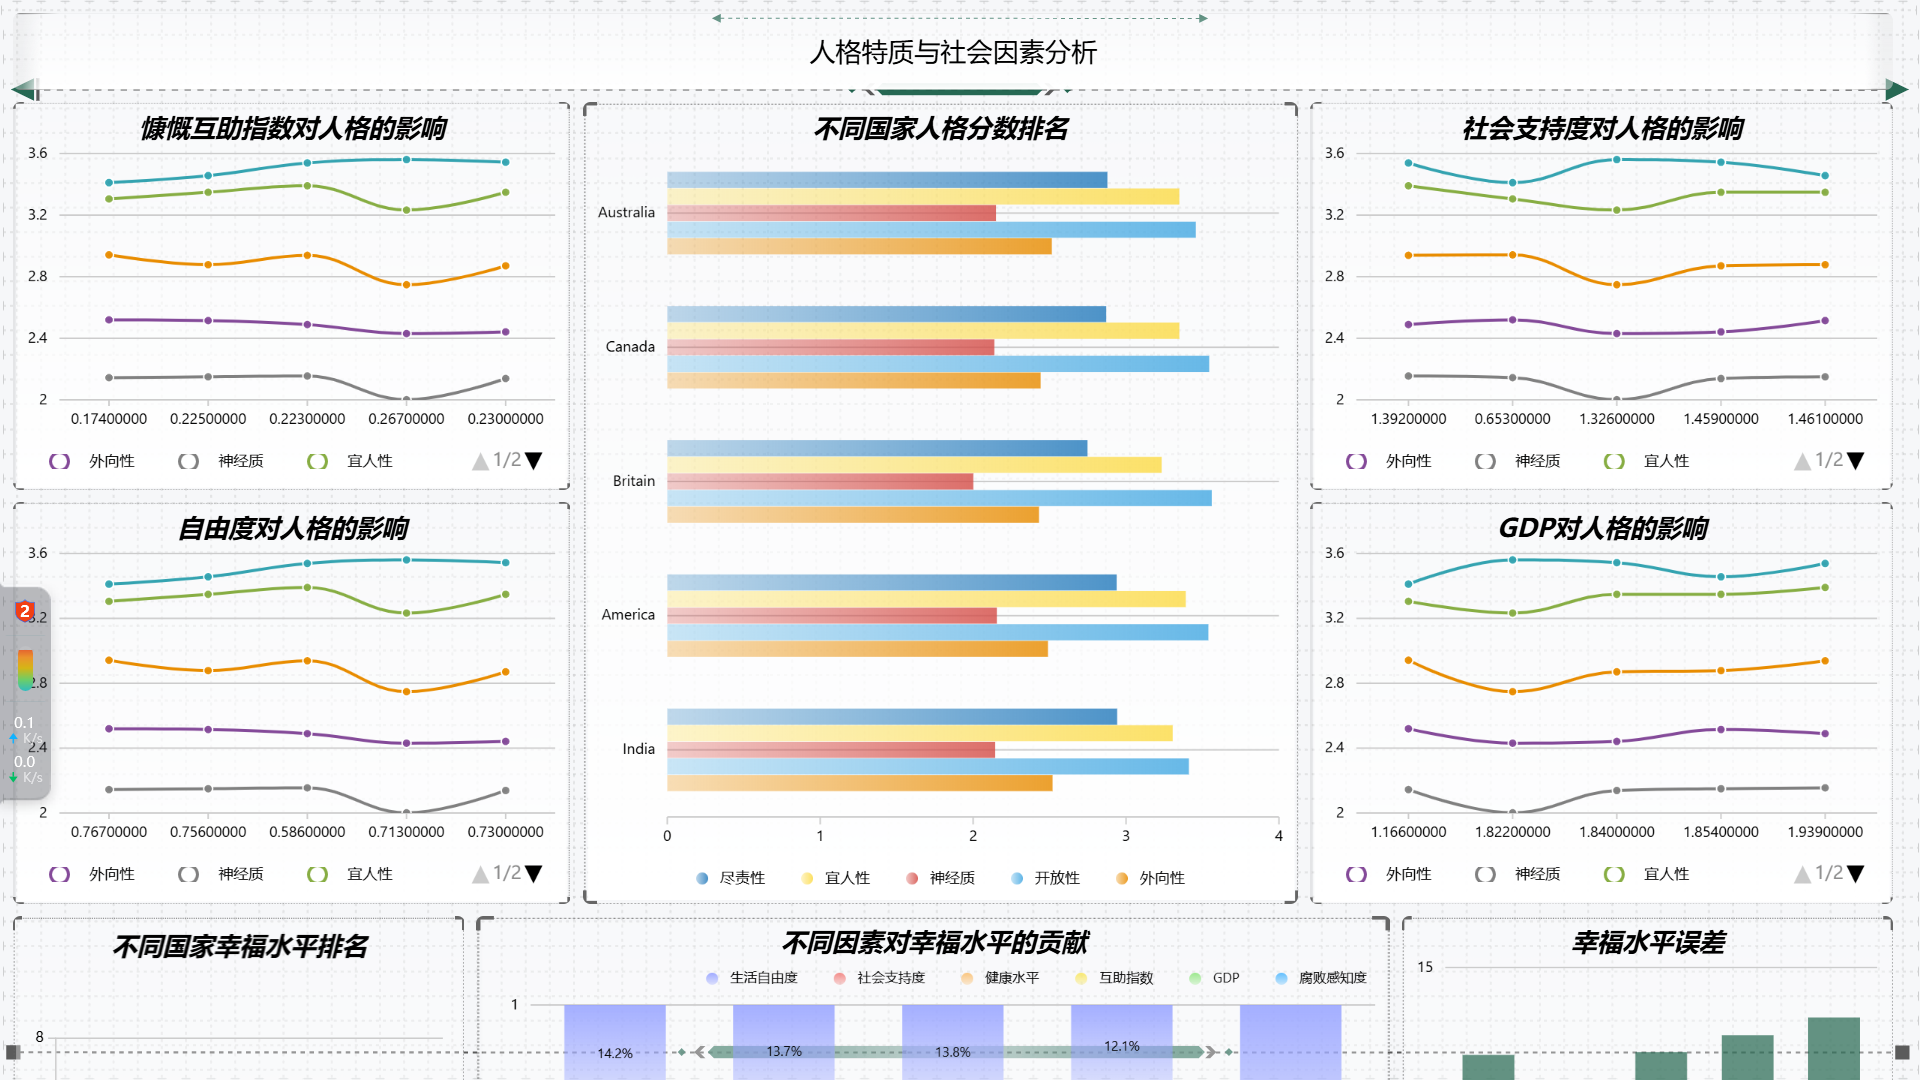 人格特质与社会因素分析
慷慨互助指数对人格的影响
3.6
3.2
2.8
2.4
2
0.17400000 0.22500000 0.22300000 0.26700000 0.23000000
外向性 神经质 宜人性 1/2
自由度对人格的影响
3.6
3.2
2.8
2.4
2
0.76700000 0.75600000 0.58600000 0.71300000 0.73000000
外向性 神经质 宜人性 1/2
2
0.1
K/s
0.0
K/s
不同国家人格分数排名
Australia
Canada
Britain
America
India
0 1 2 3 4
尽责性 宜人性 神经质 开放性 外向性
社会支持度对人格的影响
3.6
3.2
2.8
2.4
2
1.39200000 0.65300000 1.32600000 1.45900000 1.46100000
外向性 神经质 宜人性 1/2
GDP对人格的影响
3.6
3.2
2.8
2.4
2
1.16600000 1.82200000 1.84000000 1.85400000 1.93900000
外向性 神经质 宜人性 1/2
不同国家幸福水平排名
8
不同因素对幸福水平的贡献
生活自由度 社会支持度 健康水平 互助指数 GDP 腐败感知度
1
14.2% 13.7% 13.8% 12.1%
幸福水平误差
15